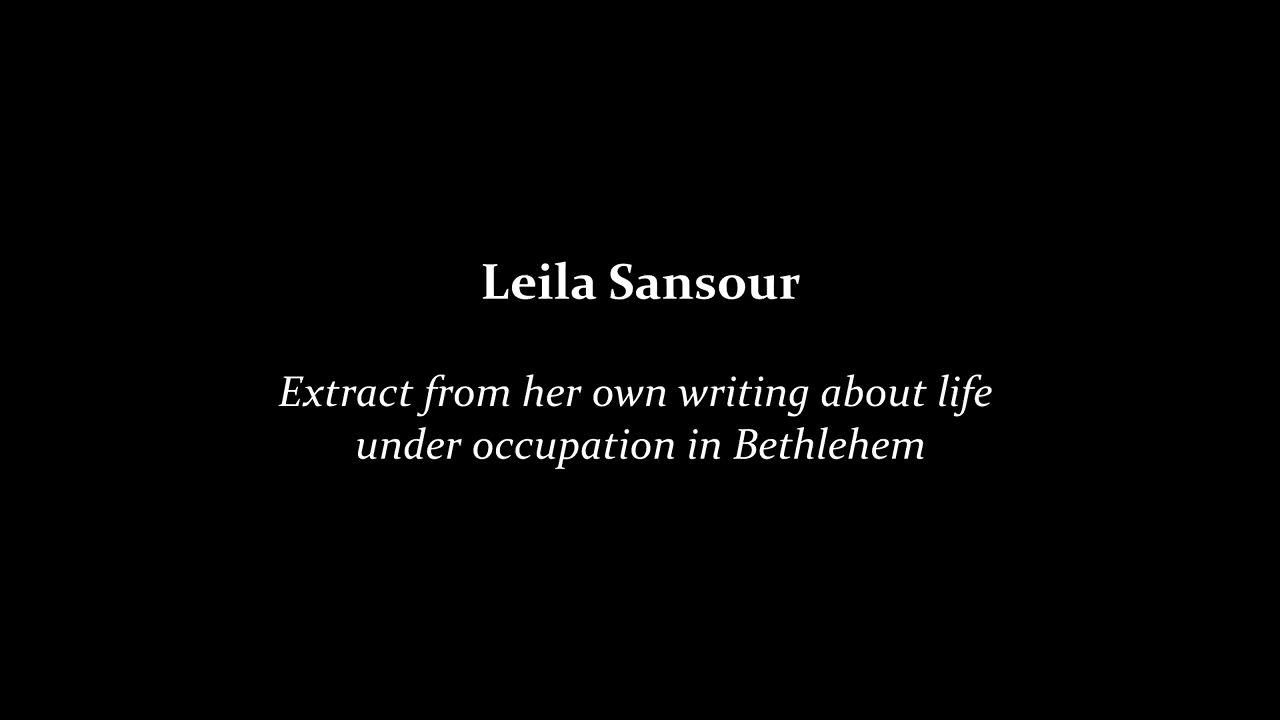 Leila Sansour
Extract from her own writing about life
under occupation in Bethlehem